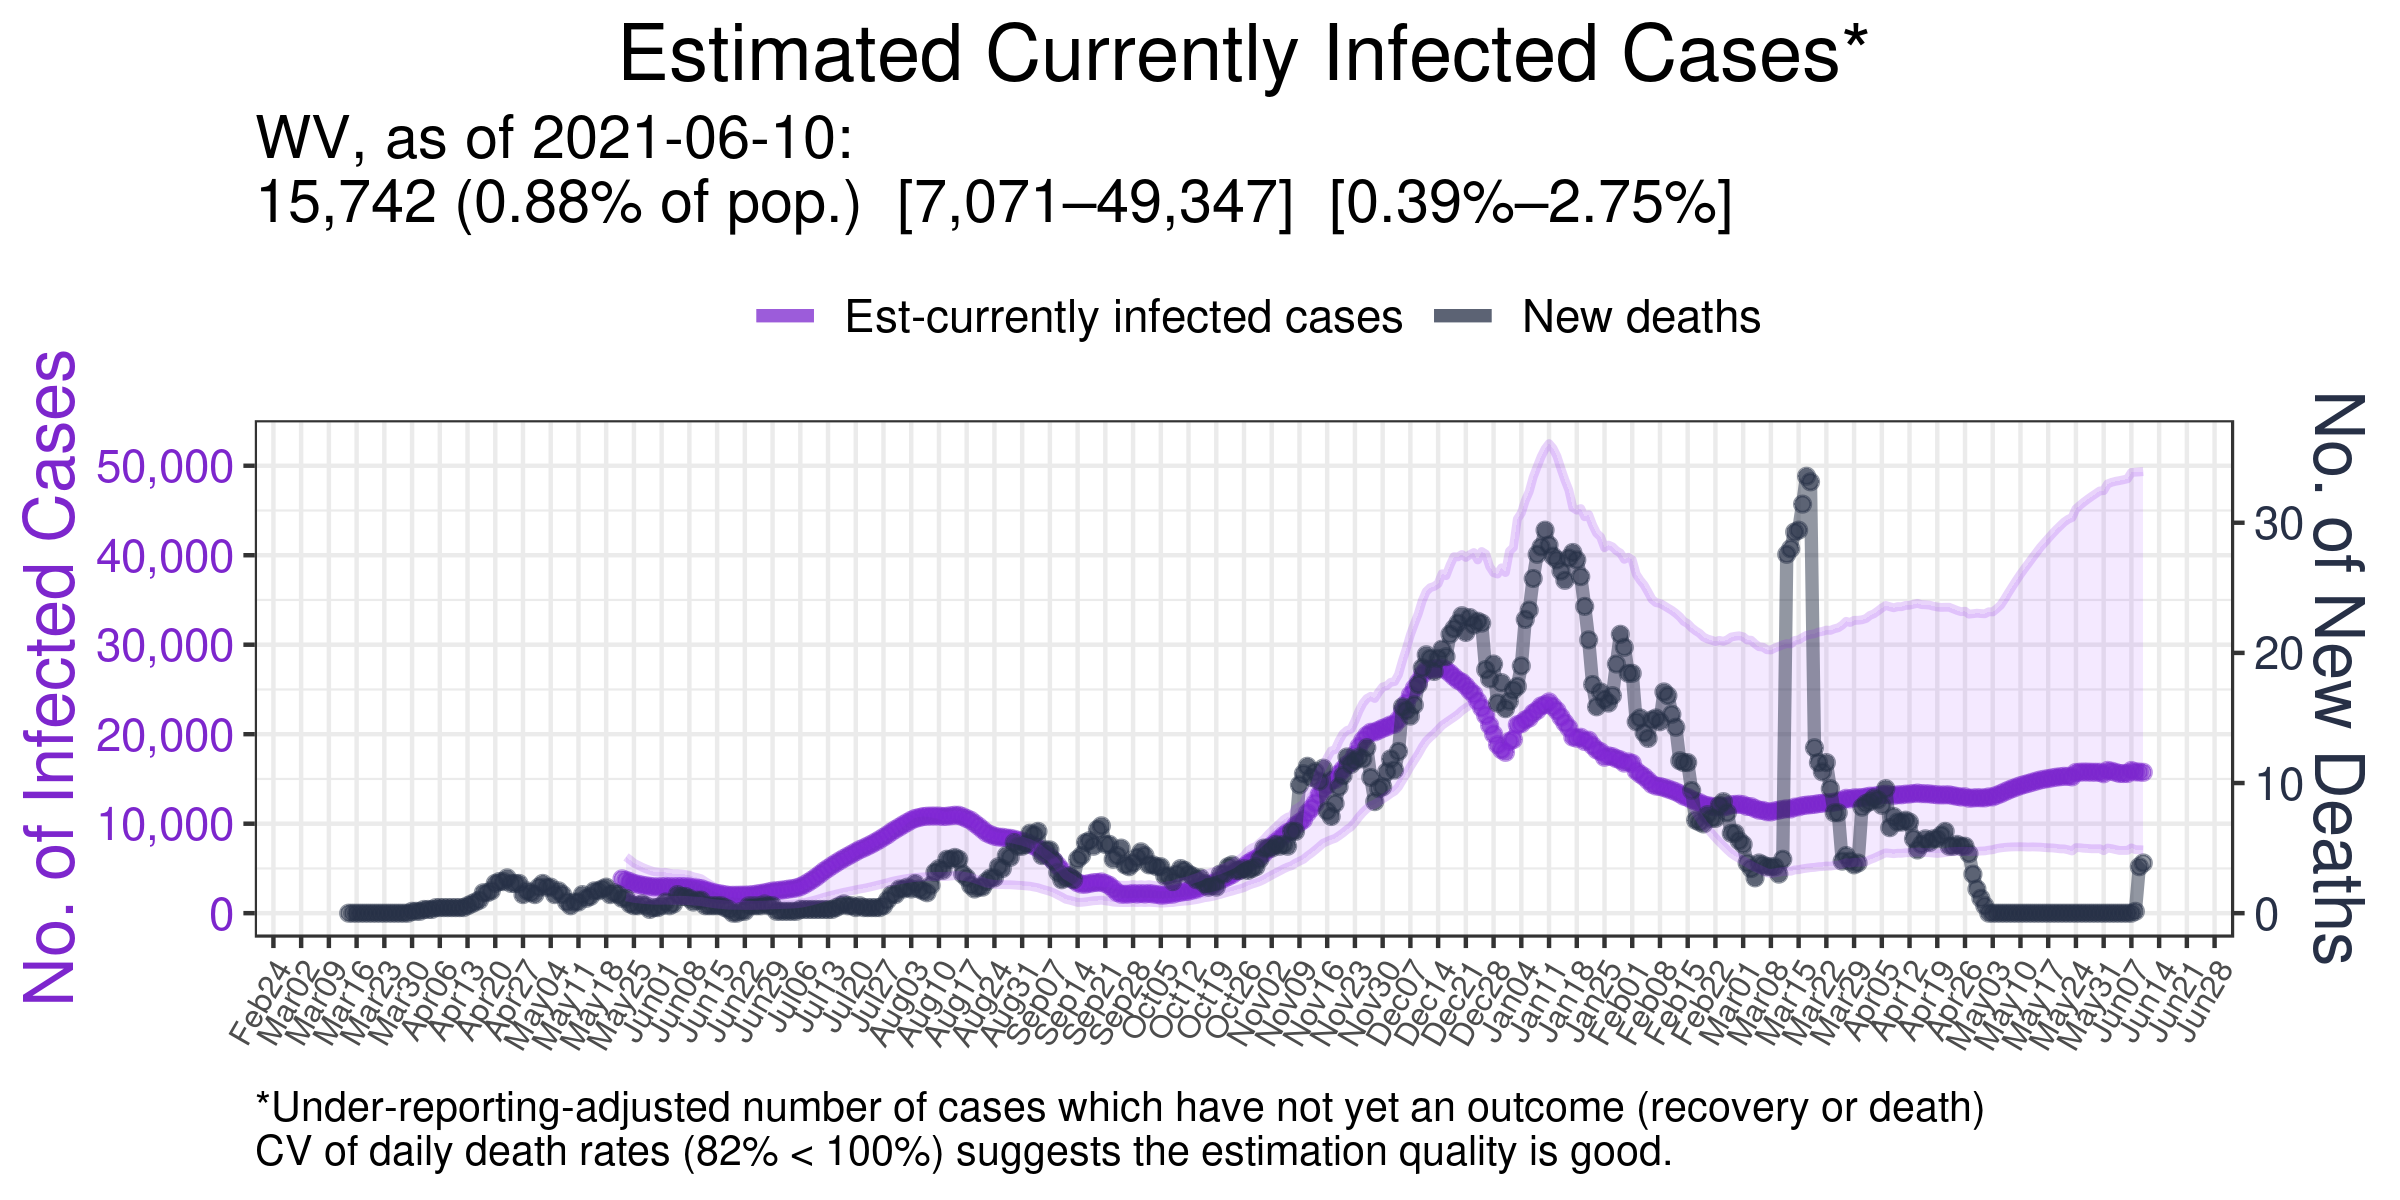 Estimated Currently Infected Cases*
WV, as of 2021-06-10:
15,742 (0.88% of pop.)  [7,071–49,347]  [0.39%–2.75%]
Est-currently infected cases
New deaths
No. of Infected Cases
50,000
40,000
30,000
20,000
10,000
0
30
20
10
0
No. of New Deaths
Feb24
Mar02
Mar09
Mar16
Mar23
Mar30
Apr06
Apr13
Apr20
Apr27
May04
May11
May18
May25
Jun01
Jun08
Jun15
Jun22
Jun29
Jul06
Jul13
Jul20
Jul27
Aug03
Aug10
Aug17
Aug24
Aug31
Sep07
Sep14
Sep21
Sep28
Oct05
Oct12
Oct19
Oct26
Nov02
Nov09
Nov16
Nov23
Nov30
Dec07
Dec14
Dec21
Dec28
Jan04
Jan11
Jan18
Jan25
Feb01
Feb08
Feb15
Feb22
Mar01
Mar08
Mar15
Mar22
Mar29
Apr05
Apr12
Apr19
Apr26
May03
May10
May17
May24
May31
Jun07
Jun14
Jun21
Jun28
*Under-reporting-adjusted number of cases which have not yet an outcome (recovery or death)
CV of daily death rates (82% < 100%) suggests the estimation quality is good.